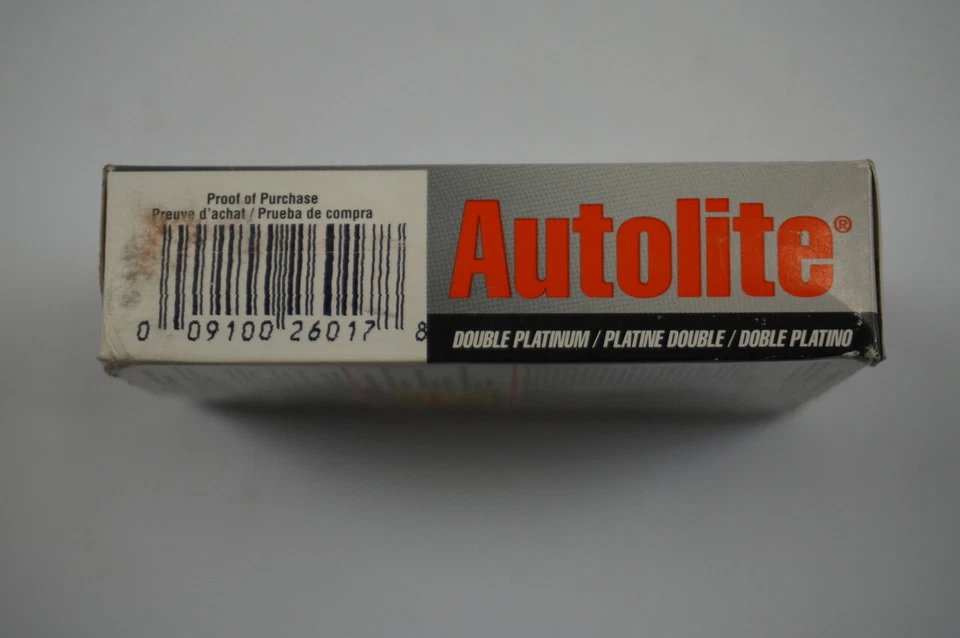 Proof of Purchase
Preuve d'achat / Prueba de compra
0 09100 26017 8
Autolite®
DOUBLE PLATINUM / PLATINE DOUBLE / DOBLE PLATINO